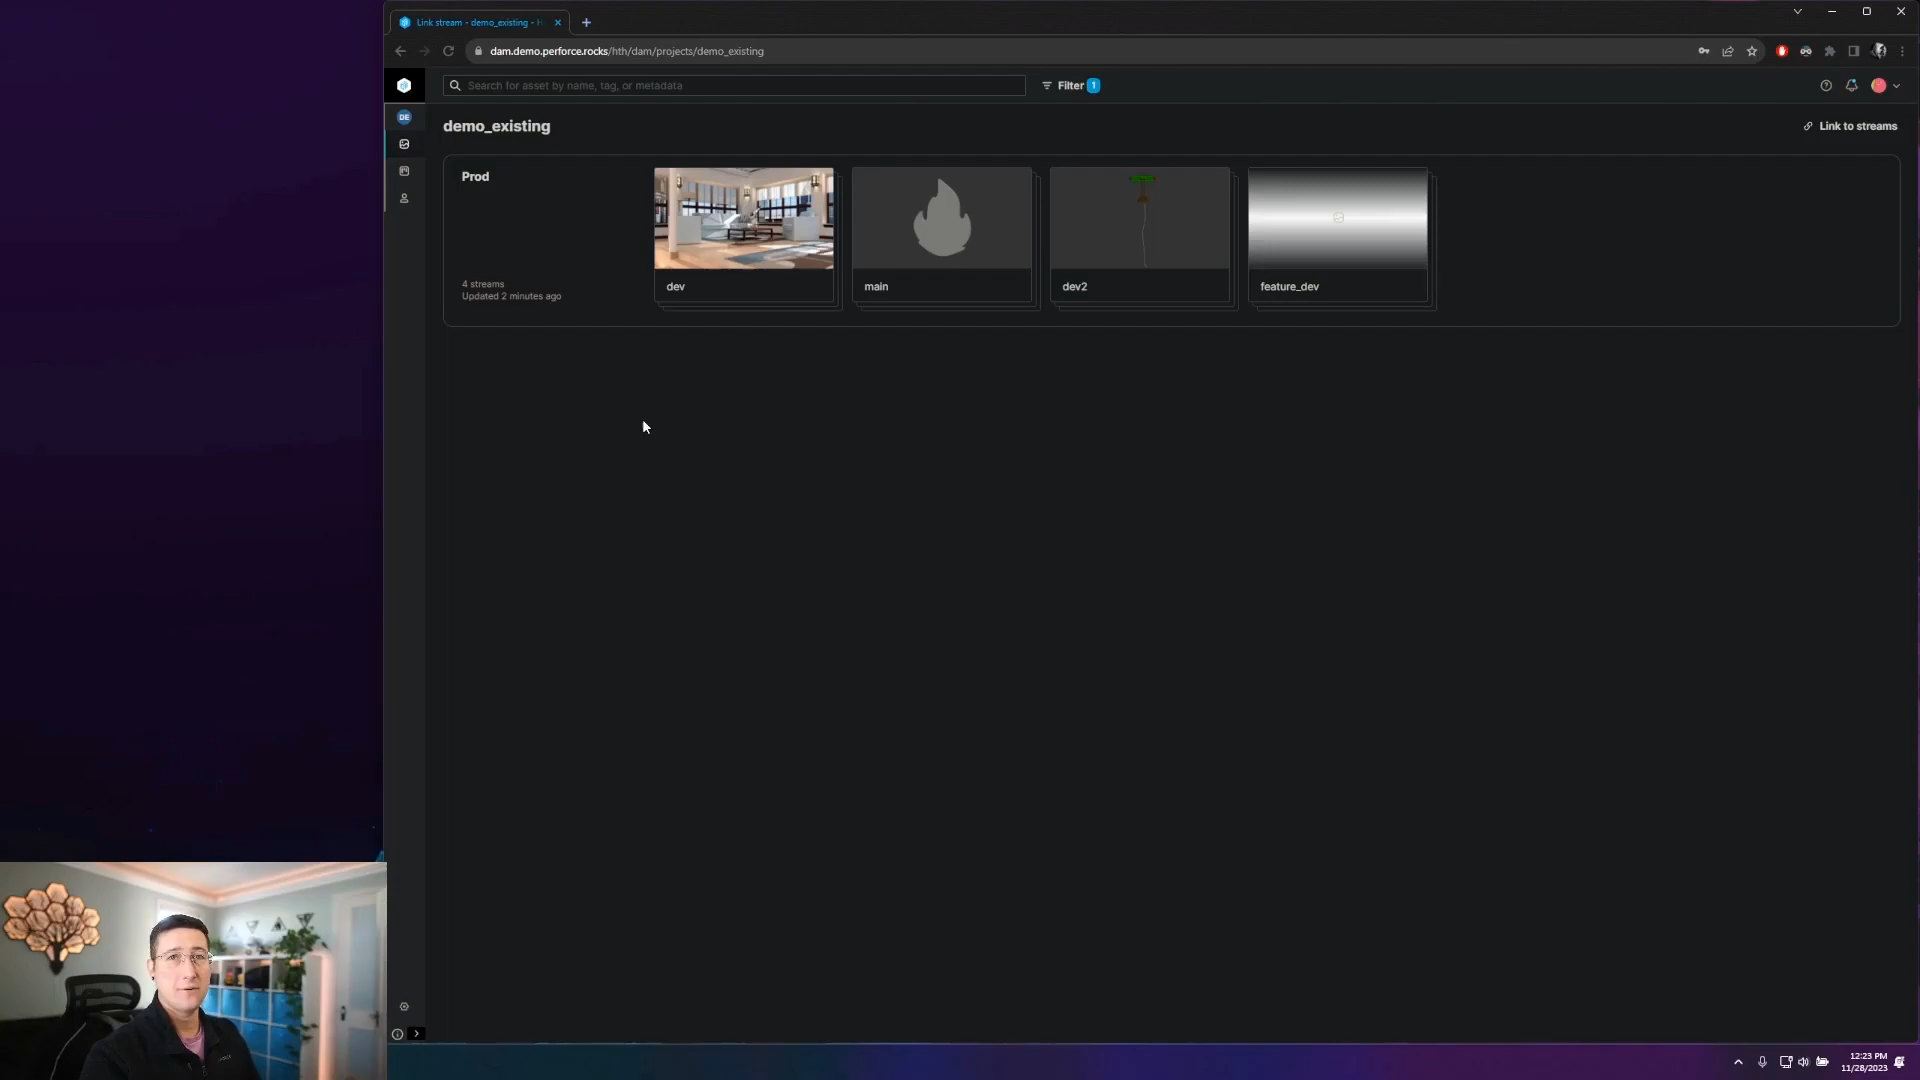 Link stream - demo_existing - H
dam.demo.perforce.rocks/hth/dam/projects/demo_existing
Search for asset by name, tag, or metadata
Filter 1
DE
demo_existing
Link to streams
Prod
4 streams
Updated 2 minutes ago
dev
main
dev2
feature_dev
12:23 PM
11/28/2023